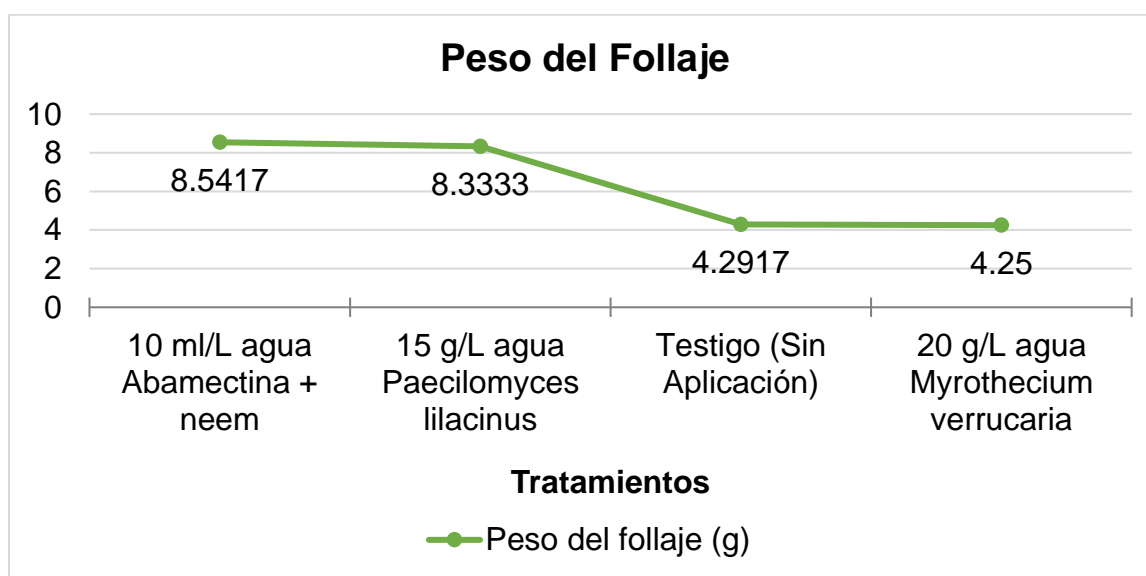 Peso del Follaje
10
8
6
4
2
0
8.5417
8.3333
4.2917
4.25
10 ml/L agua
Abamectina +
neem
15 g/L agua
Paecilomyces
lilacinus
Testigo (Sin
Aplicación)
20 g/L agua
Myrothecium
verrucaria
Tratamientos
Peso del follaje (g)